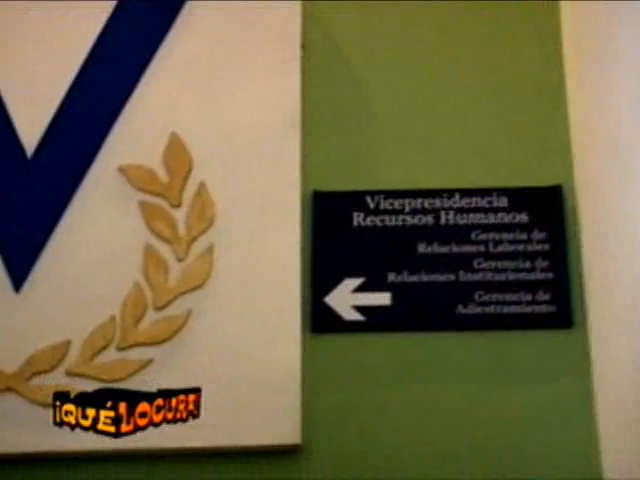 Vicepresidencia
Recursos Humanos
Gerencia de
Relaciones Laborales
Gerencia de
Relaciones Institucionales
Gerencia de
Adiestramiento
¡QUÉ LOCURA!